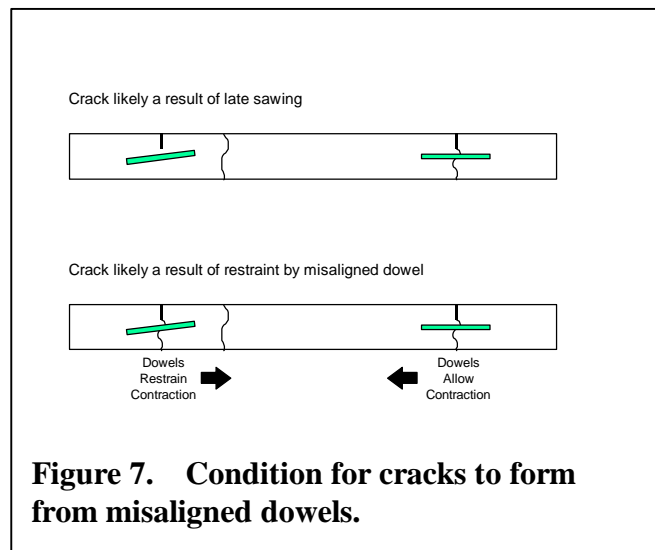 Crack likely a result of late sawing
Crack likely a result of restraint by misaligned dowel
Dowels
Restrain
Contraction
Dowels
Allow
Contraction
Figure 7. Condition for cracks to form
from misaligned dowels.